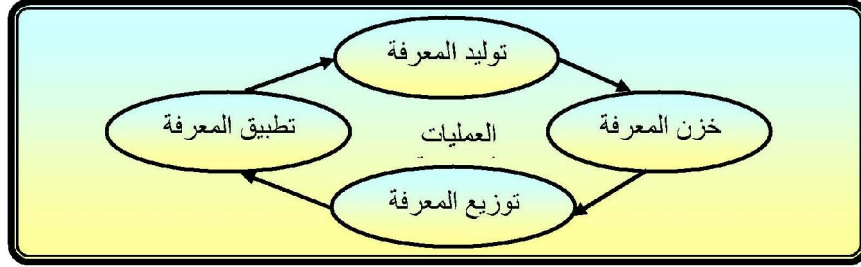 توليد المعرفة
خزن المعرفة
العمليات
تطبيق المعرفة
توزيع المعرفة